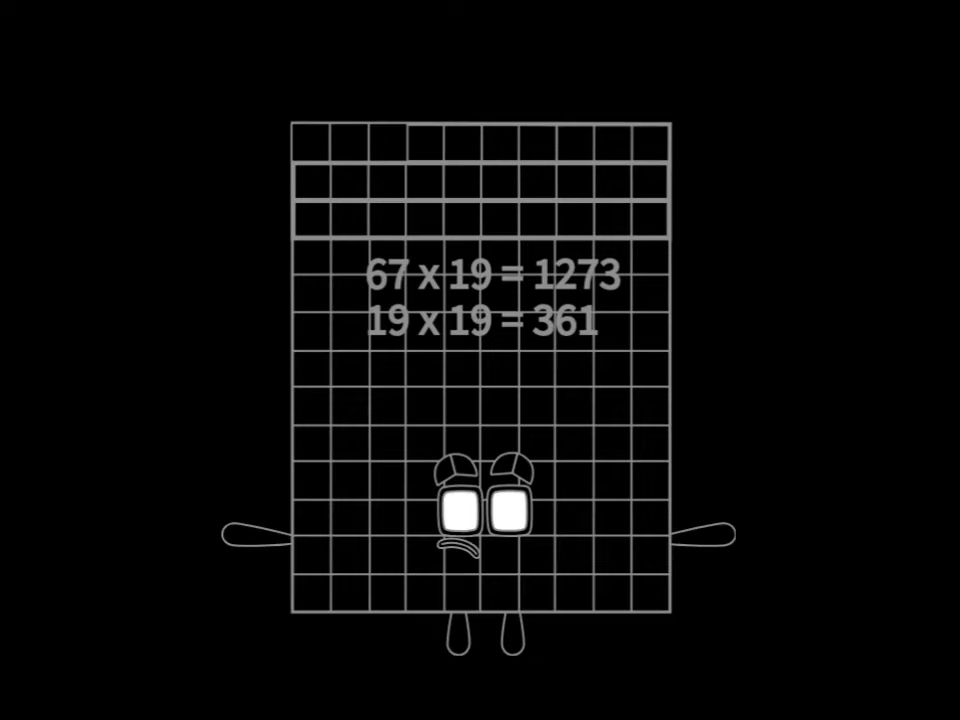 67 x 19 = 1273
19 x 19 = 361